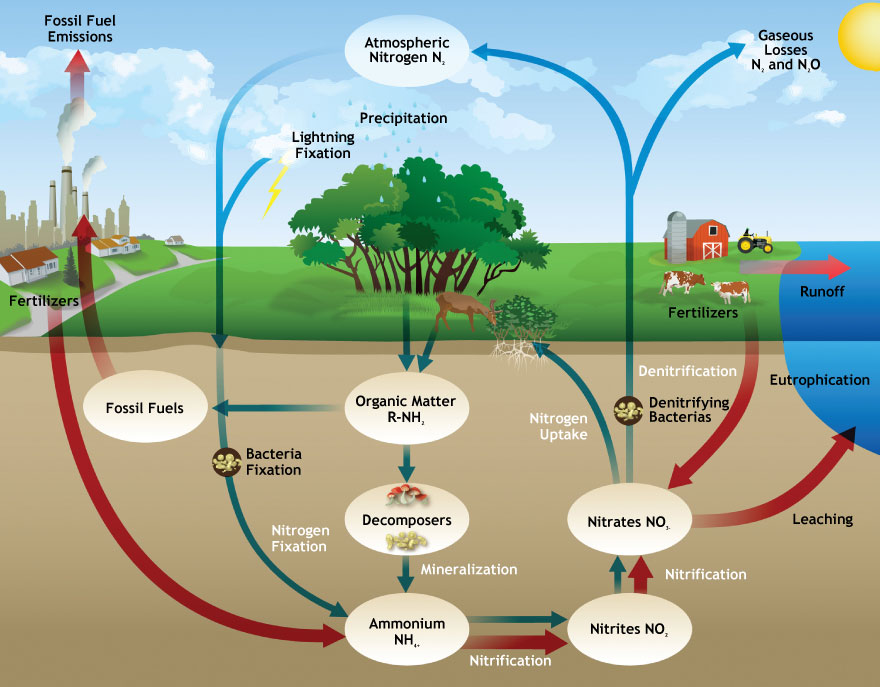 Fossil Fuel
Emissions
Atmospheric
Nitrogen N₂
Gaseous
Losses
N₂ and N₂O
Precipitation
Lightning
Fixation
Fertilizers
Fertilizers
Runoff
Denitrification
Eutrophication
Fossil Fuels
Organic Matter
R-NH₂
Nitrogen
Uptake
Denitrifying
Bacterias
Bacteria
Fixation
Nitrogen
Fixation
Decomposers
Nitrates NO₃₋
Leaching
Mineralization
Nitrification
Ammonium
NH₄₊
Nitrites NO₂
Nitrification